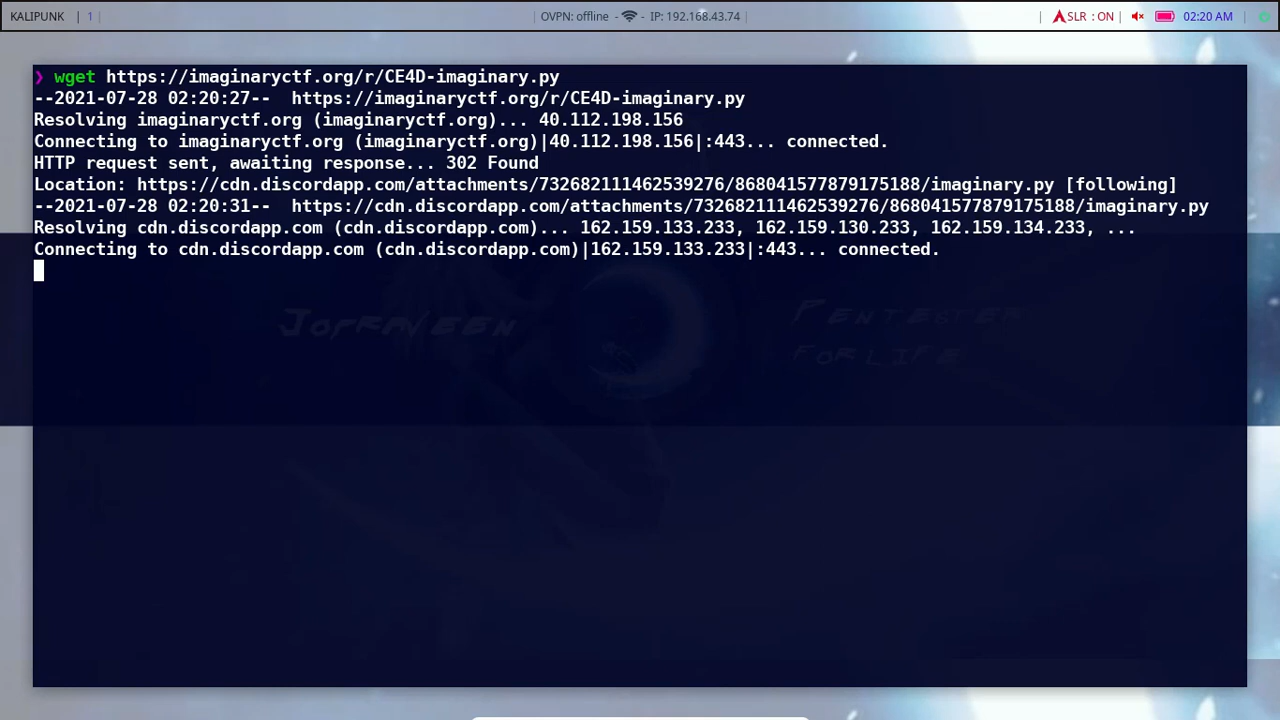 KALIPUNK | 1 | | OVPN: offline - - IP: 192.168.43.74 | | SLR : ON | 02:20 AM |
❯ wget https://imaginaryctf.org/r/CE4D-imaginary.py
--2021-07-28 02:20:27-- https://imaginaryctf.org/r/CE4D-imaginary.py
Resolving imaginaryctf.org (imaginaryctf.org)... 40.112.198.156
Connecting to imaginaryctf.org (imaginaryctf.org)|40.112.198.156|:443... connected.
HTTP request sent, awaiting response... 302 Found
Location: https://cdn.discordapp.com/attachments/732682111462539276/868041577879175188/imaginary.py [following]
--2021-07-28 02:20:31-- https://cdn.discordapp.com/attachments/732682111462539276/868041577879175188/imaginary.py
Resolving cdn.discordapp.com (cdn.discordapp.com)... 162.159.133.233, 162.159.130.233, 162.159.134.233, ...
Connecting to cdn.discordapp.com (cdn.discordapp.com)|162.159.133.233|:443... connected.
PENTESTER
FOR LIFE